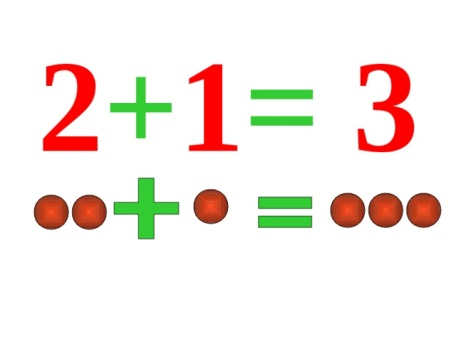 2+1= 3
+ =